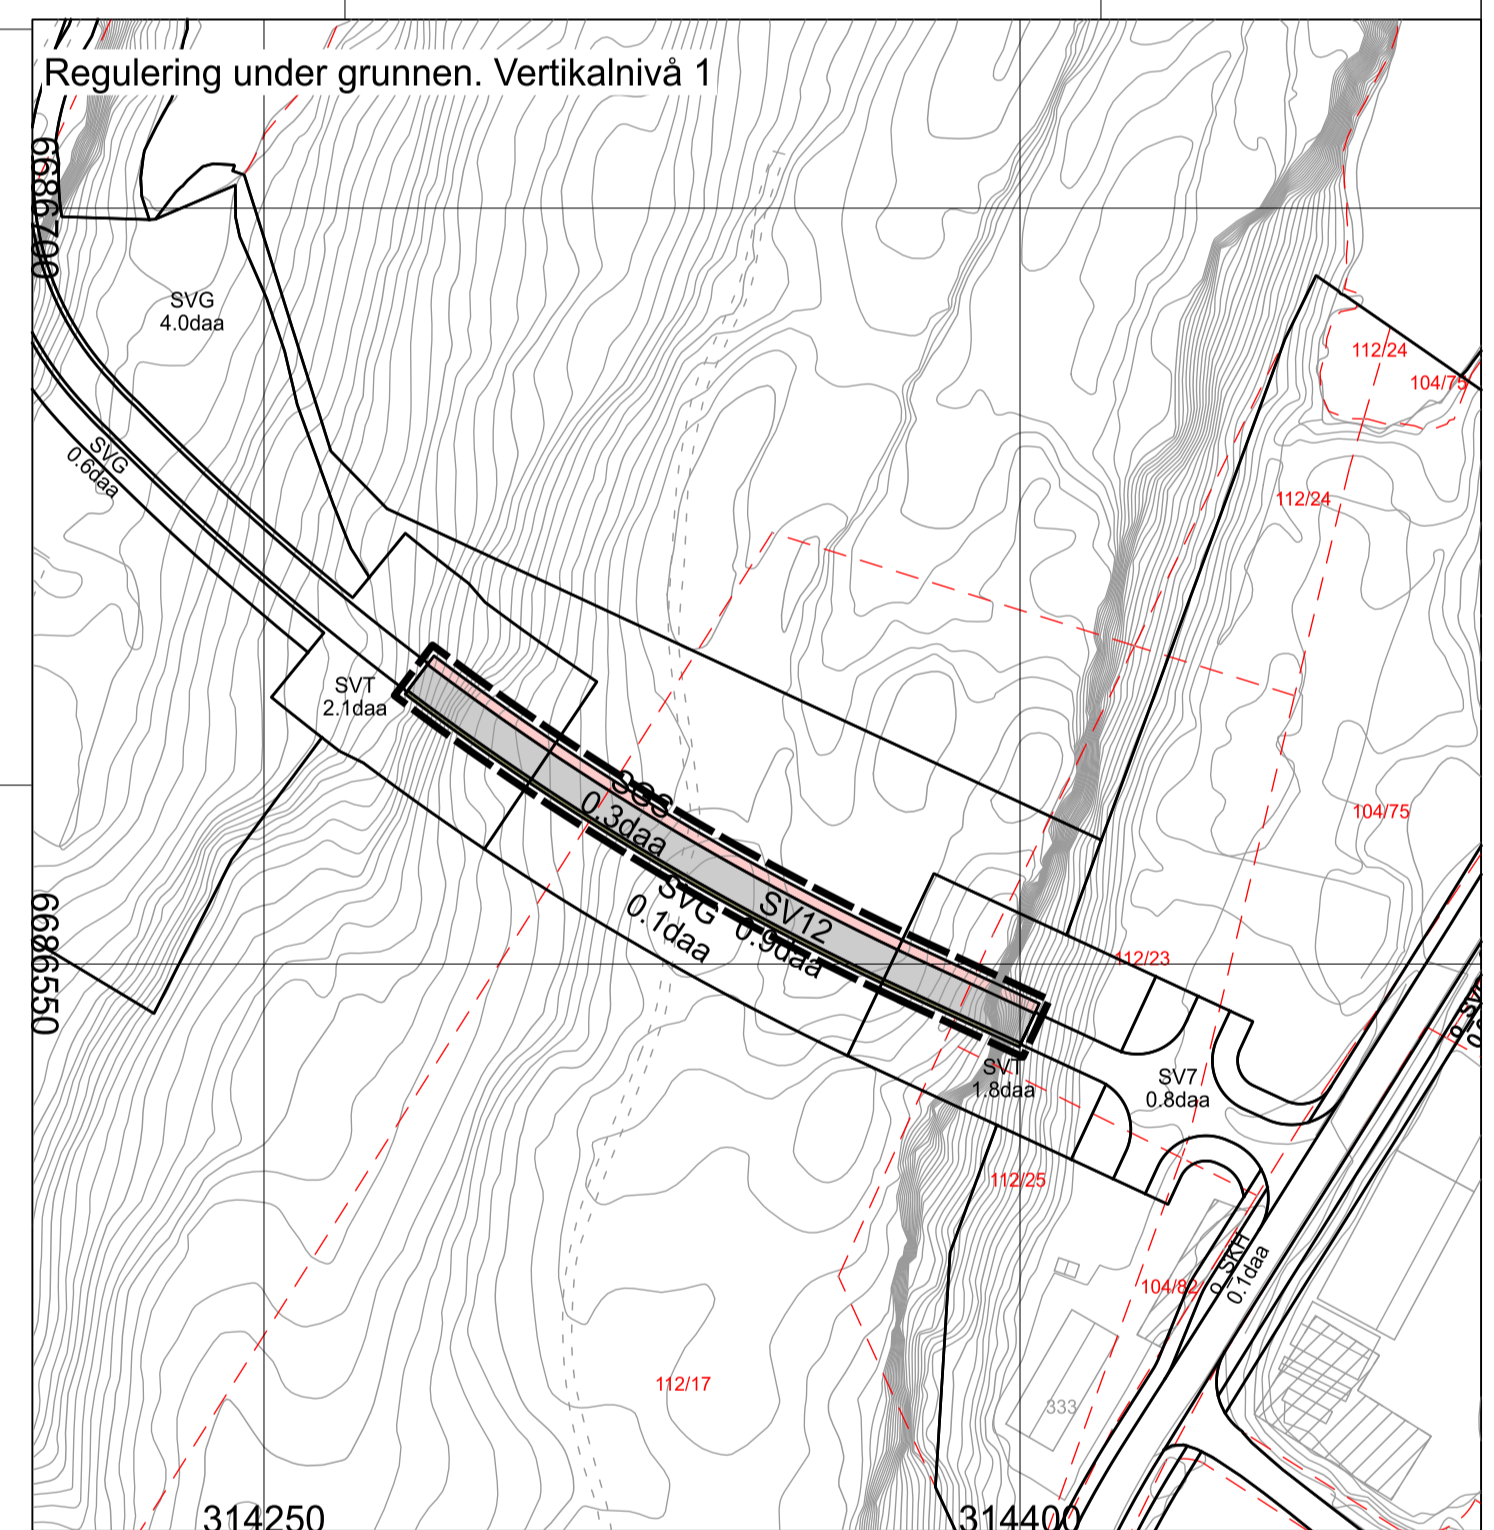 Regulering under grunnen. Vertikalnivå 1
6686700
SVG
4.0daa
112/24
104/75
SVG
0.6daa
112/24
SVT
2.1daa
SGS
0.3daa
104/75
SVG
0.1daa
SV12
0.9daa
6686550
112/23
SVT
1.8daa
SV7
0.8daa
112/25
o_SKH
0.1daa
104/82
112/17
333
314250
314400